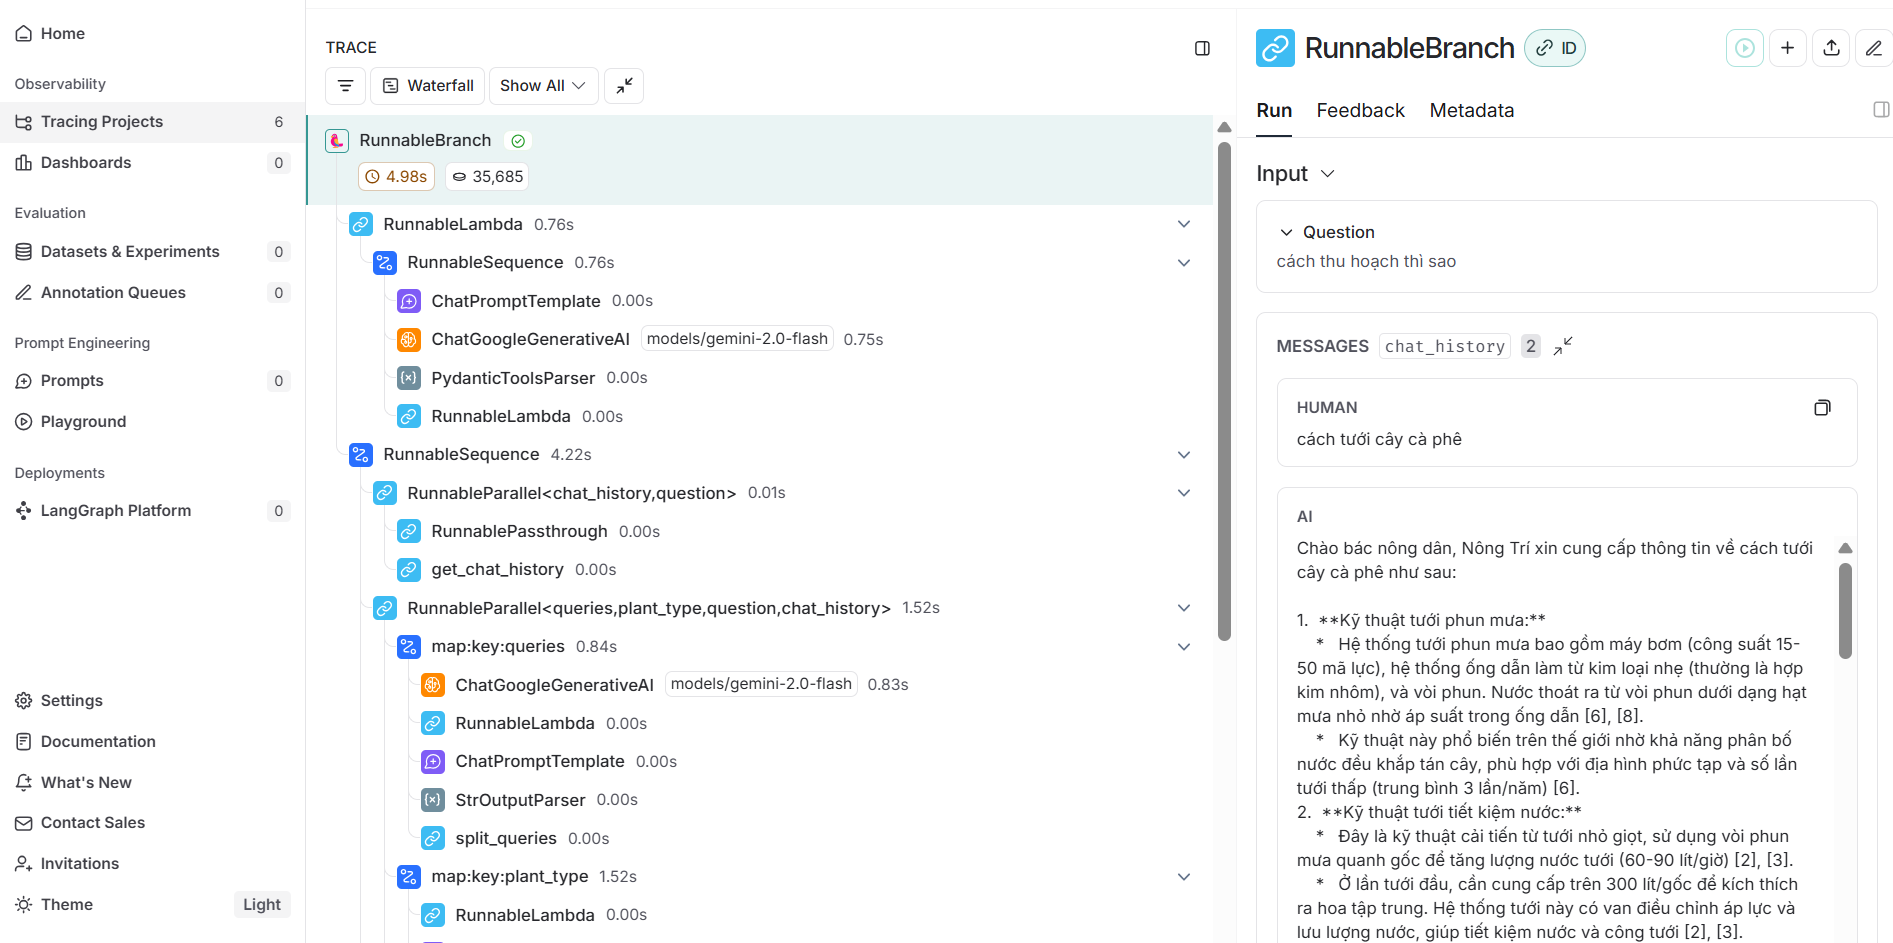 Home
Observability
Tracing Projects 6
Dashboards 0
Evaluation
Datasets & Experiments 0
Annotation Queues 0
Prompt Engineering
Prompts 0
Playground
Deployments
LangGraph Platform 0
Settings
Documentation
What's New
Contact Sales
Invitations
Theme Light
TRACE
Waterfall Show All
RunnableBranch
4.98s 35,685
RunnableLambda 0.76s
RunnableSequence 0.76s
ChatPromptTemplate 0.00s
ChatGoogleGenerativeAI models/gemini-2.0-flash 0.75s
PydanticToolsParser 0.00s
RunnableLambda 0.00s
RunnableSequence 4.22s
RunnableParallel<chat_history,question> 0.01s
RunnablePassthrough 0.00s
get_chat_history 0.00s
RunnableParallel<queries,plant_type,question,chat_history> 1.52s
map:key:queries 0.84s
ChatGoogleGenerativeAI models/gemini-2.0-flash 0.83s
RunnableLambda 0.00s
ChatPromptTemplate 0.00s
StrOutputParser 0.00s
split_queries 0.00s
map:key:plant_type 1.52s
RunnableLambda 0.00s
RunnableBranch ID
Run Feedback Metadata
Input
Question
cách thu hoạch thì sao
MESSAGES chat_history 2
HUMAN
cách tưới cây cà phê
AI
Chào bác nông dân, Nông Trí xin cung cấp thông tin về cách tưới
cây cà phê như sau:
1. **Kỹ thuật tưới phun mưa:**
* Hệ thống tưới phun mưa bao gồm máy bơm (công suất 15-
50 mã lực), hệ thống ống dẫn làm từ kim loại nhẹ (thường là hợp
kim nhôm), và vòi phun. Nước thoát ra từ vòi phun dưới dạng hạt
mưa nhỏ nhờ áp suất trong ống dẫn [6], [8].
* Kỹ thuật này phổ biến trên thế giới nhờ khả năng phân bố
nước đều khắp tán cây, phù hợp với địa hình phức tạp và số lần
tưới thấp (trung bình 3 lần/năm) [6].
2. **Kỹ thuật tưới tiết kiệm nước:**
* Đây là kỹ thuật cải tiến từ tưới nhỏ giọt, sử dụng vòi phun
mưa quanh gốc để tăng lượng nước tưới (60-90 lít/giờ) [2], [3].
* Ở lần tưới đầu, cần cung cấp trên 300 lít/gốc để kích thích
ra hoa tập trung. Hệ thống tưới này có van điều chỉnh áp lực và
lưu lượng nước, giúp tiết kiệm nước và công tưới [2], [3].